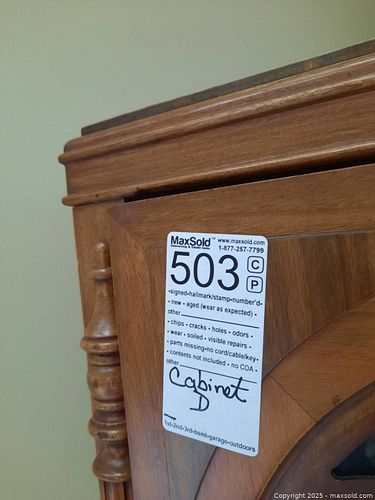 MaxSold™ www.maxsold.com
1-877-257-7799
503 C
P
•signed-hallmark/stamp-number'd•
• new • aged (wear as expected) •
other
• chips • cracks • holes • odors •
• wear • soiled • visible repairs •
• parts missing-no cord/cable/key•
• contents not included • no COA •
other
Cabinet
D
1st-2nd-3rd-bsmt-garage-outdoors
Copyright 2025 - maxsold.com